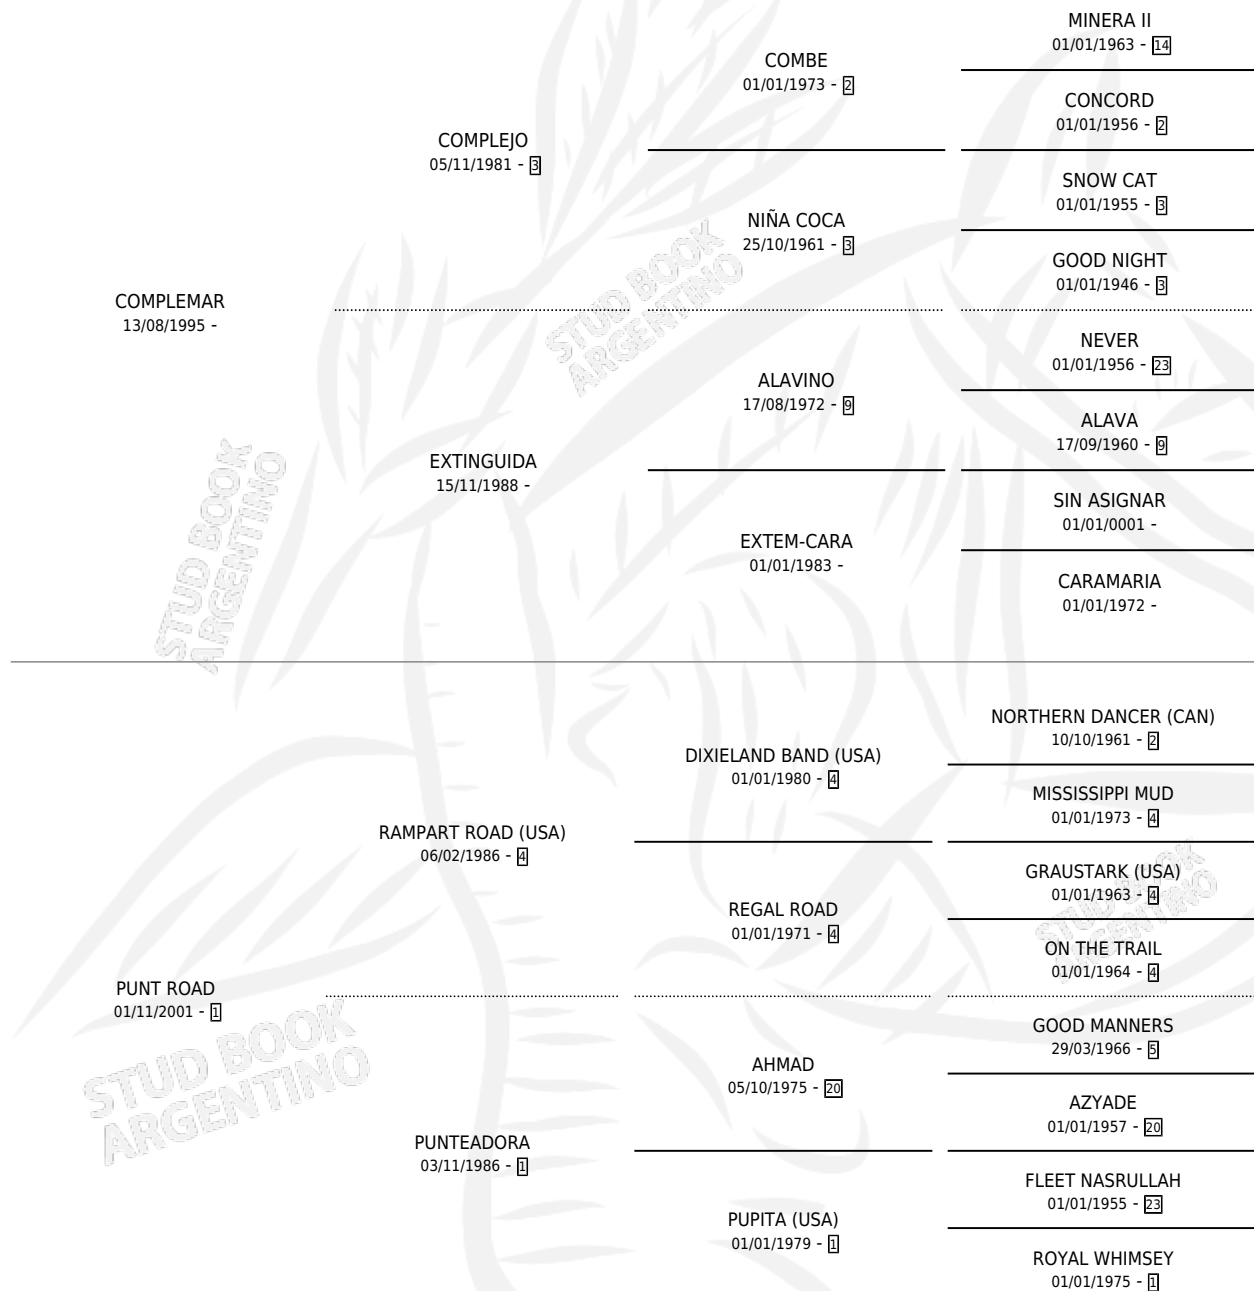 MINERA II
01/01/1963 - 14
COMBE
01/01/1973 - 2
CONCORD
01/01/1956 - 2
COMPLEJO
05/11/1981 - 3
SNOW CAT
01/01/1955 - 3
NIÑA COCA
25/10/1961 - 3
GOOD NIGHT
01/01/1946 - 3
COMPLEMAR
13/08/1995 -
NEVER
01/01/1956 - 23
ALAVINO
17/08/1972 - 9
ALAVA
17/09/1960 - 9
EXTINGUIDA
15/11/1988 -
SIN ASIGNAR
01/01/0001 -
EXTEM-CARA
01/01/1983 -
CARAMARIA
01/01/1972 -
NORTHERN DANCER (CAN)
10/10/1961 - 2
DIXIELAND BAND (USA)
01/01/1980 - 4
MISSISSIPPI MUD
01/01/1973 - 4
RAMPART ROAD (USA)
06/02/1986 - 4
GRAUSTARK (USA)
01/01/1963 - 4
REGAL ROAD
01/01/1971 - 4
ON THE TRAIL
01/01/1964 - 4
PUNT ROAD
01/11/2001 - 1
GOOD MANNERS
29/03/1966 - 5
AHMAD
05/10/1975 - 20
AZYADE
01/01/1957 - 20
PUNTEADORA
03/11/1986 - 1
FLEET NASRULLAH
01/01/1955 - 23
PUPITA (USA)
01/01/1979 - 1
ROYAL WHIMSEY
01/01/1975 - 1
STUD BOOK
ARGENTINO
STUD BOOK
ARGENTINO
STUD BOOK
ARGENTINO
STUD BOOK
ARGENTINO